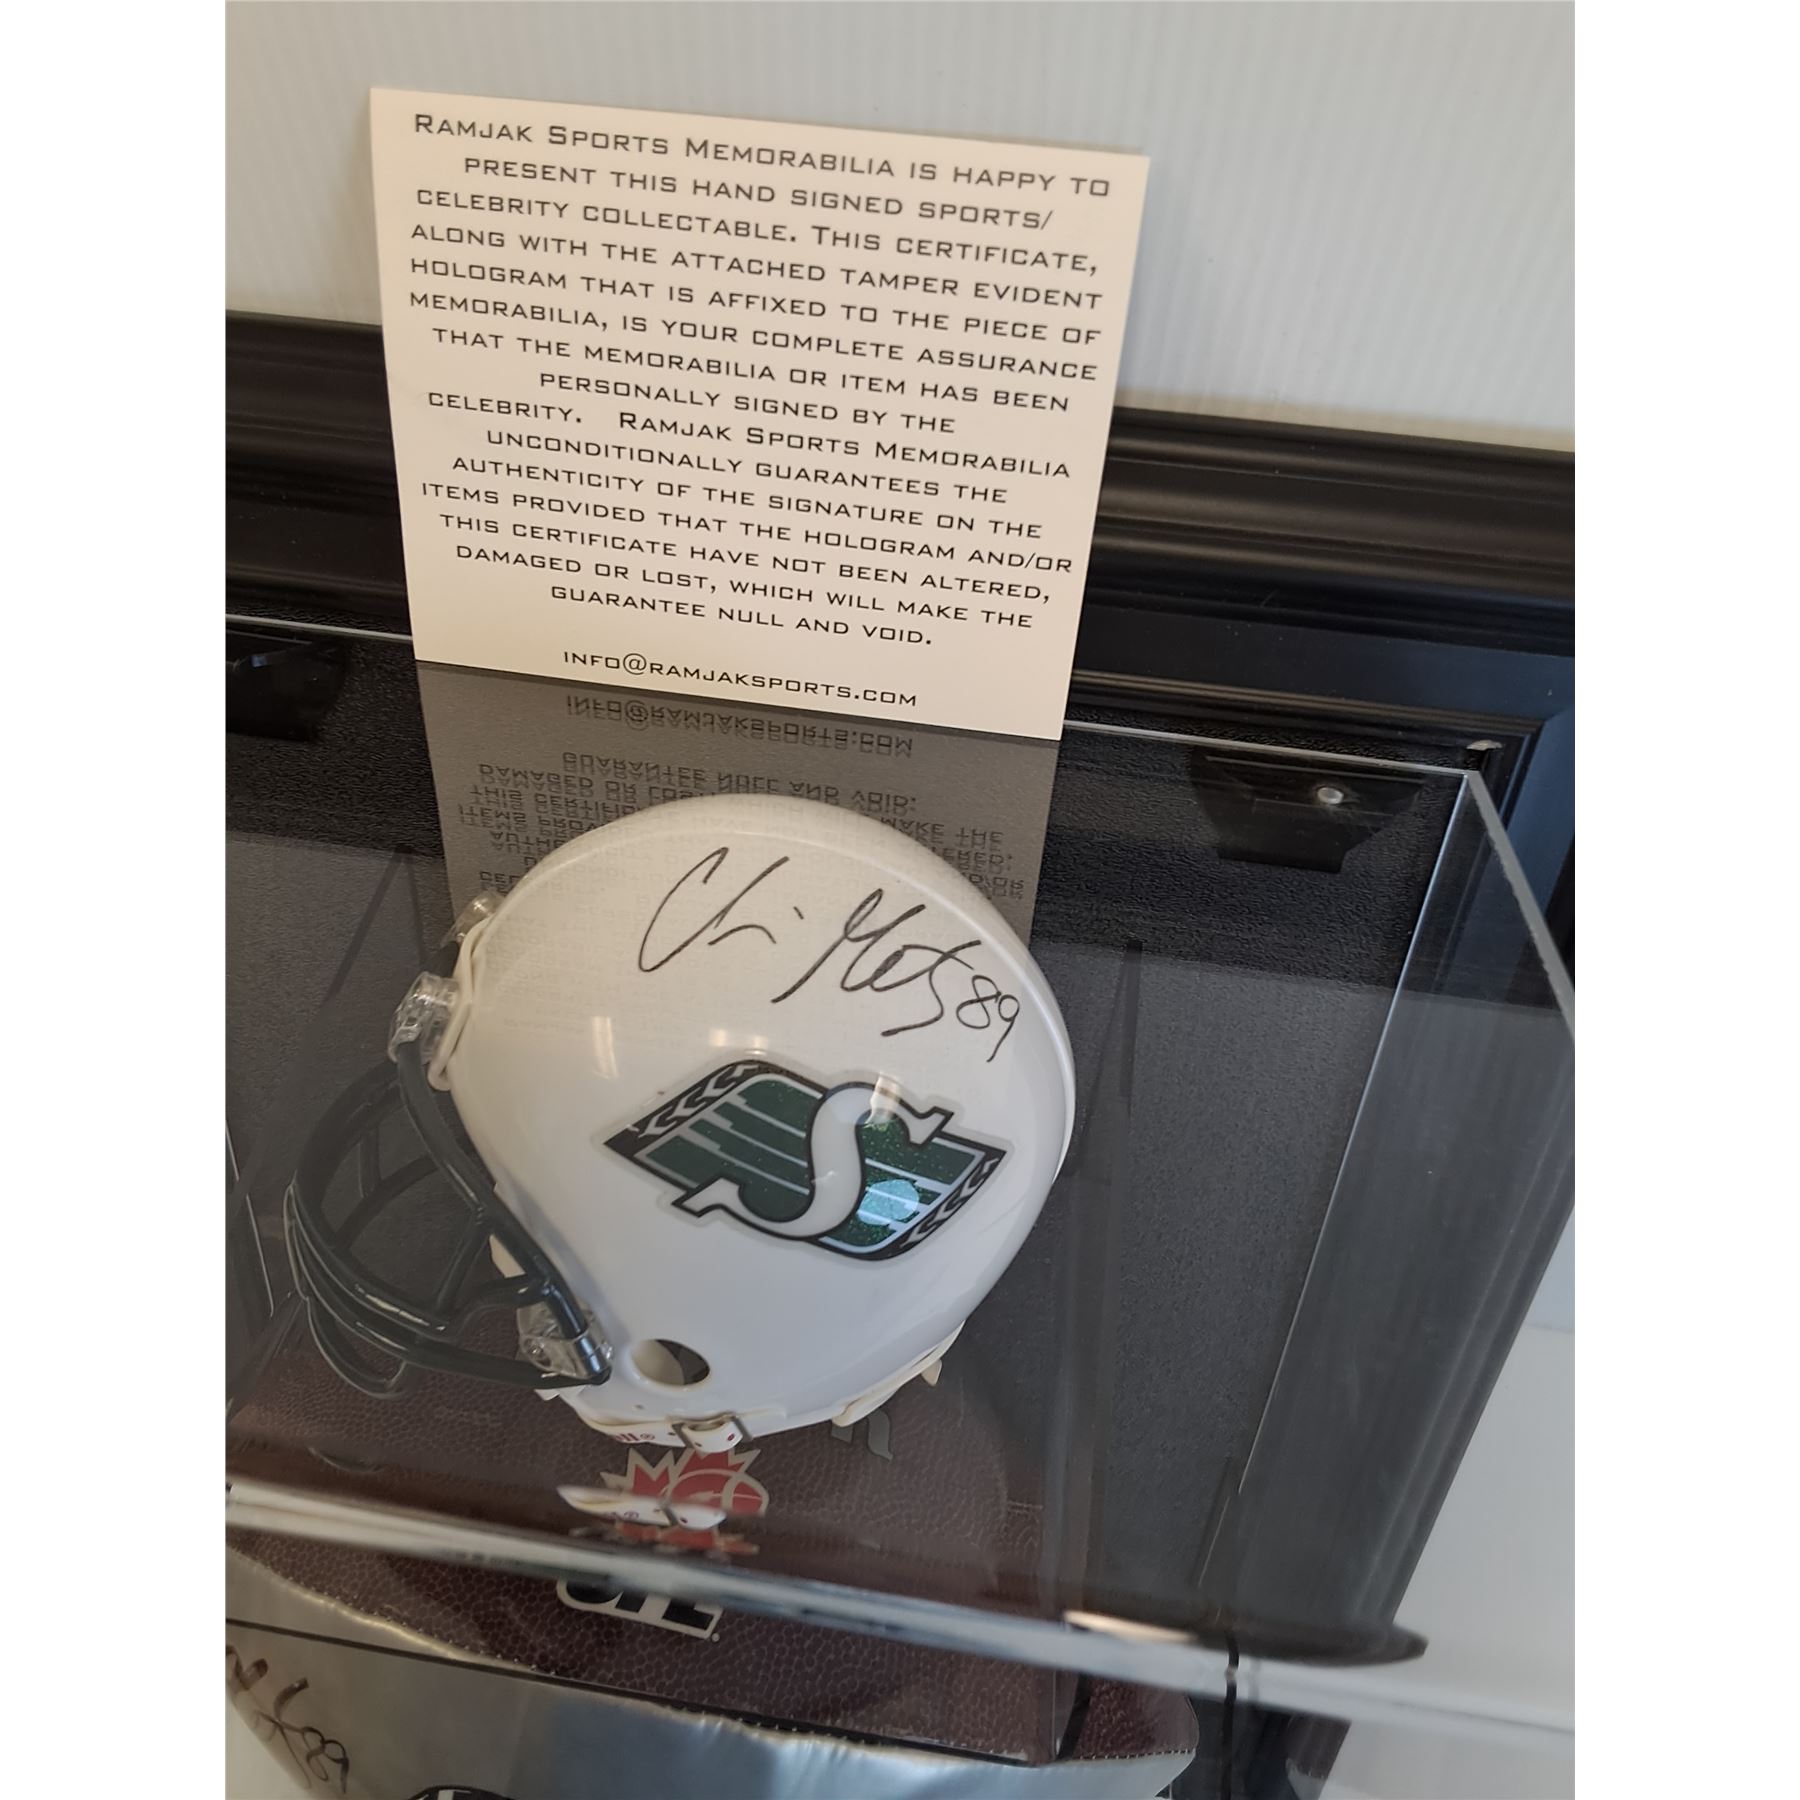 RAMJAK SPORTS MEMORABILIA IS HAPPY TO
PRESENT THIS HAND SIGNED SPORTS/
CELEBRITY COLLECTABLE. THIS CERTIFICATE,
ALONG WITH THE ATTACHED TAMPER EVIDENT
HOLOGRAM THAT IS AFFIXED TO THE PIECE OF
MEMORABILIA, IS YOUR COMPLETE ASSURANCE
THAT THE MEMORABILIA OR ITEM HAS BEEN
PERSONALLY SIGNED BY THE
CELEBRITY. RAMJAK SPORTS MEMORABILIA
UNCONDITIONALLY GUARANTEES THE
AUTHENTICITY OF THE SIGNATURE ON THE
ITEMS PROVIDED THAT THE HOLOGRAM AND/OR
THIS CERTIFICATE HAVE NOT BEEN ALTERED,
DAMAGED OR LOST, WHICH WILL MAKE THE
GUARANTEE NULL AND VOID.
INFO@RAMJAKSPORTS.COM
89
S
CFL
89